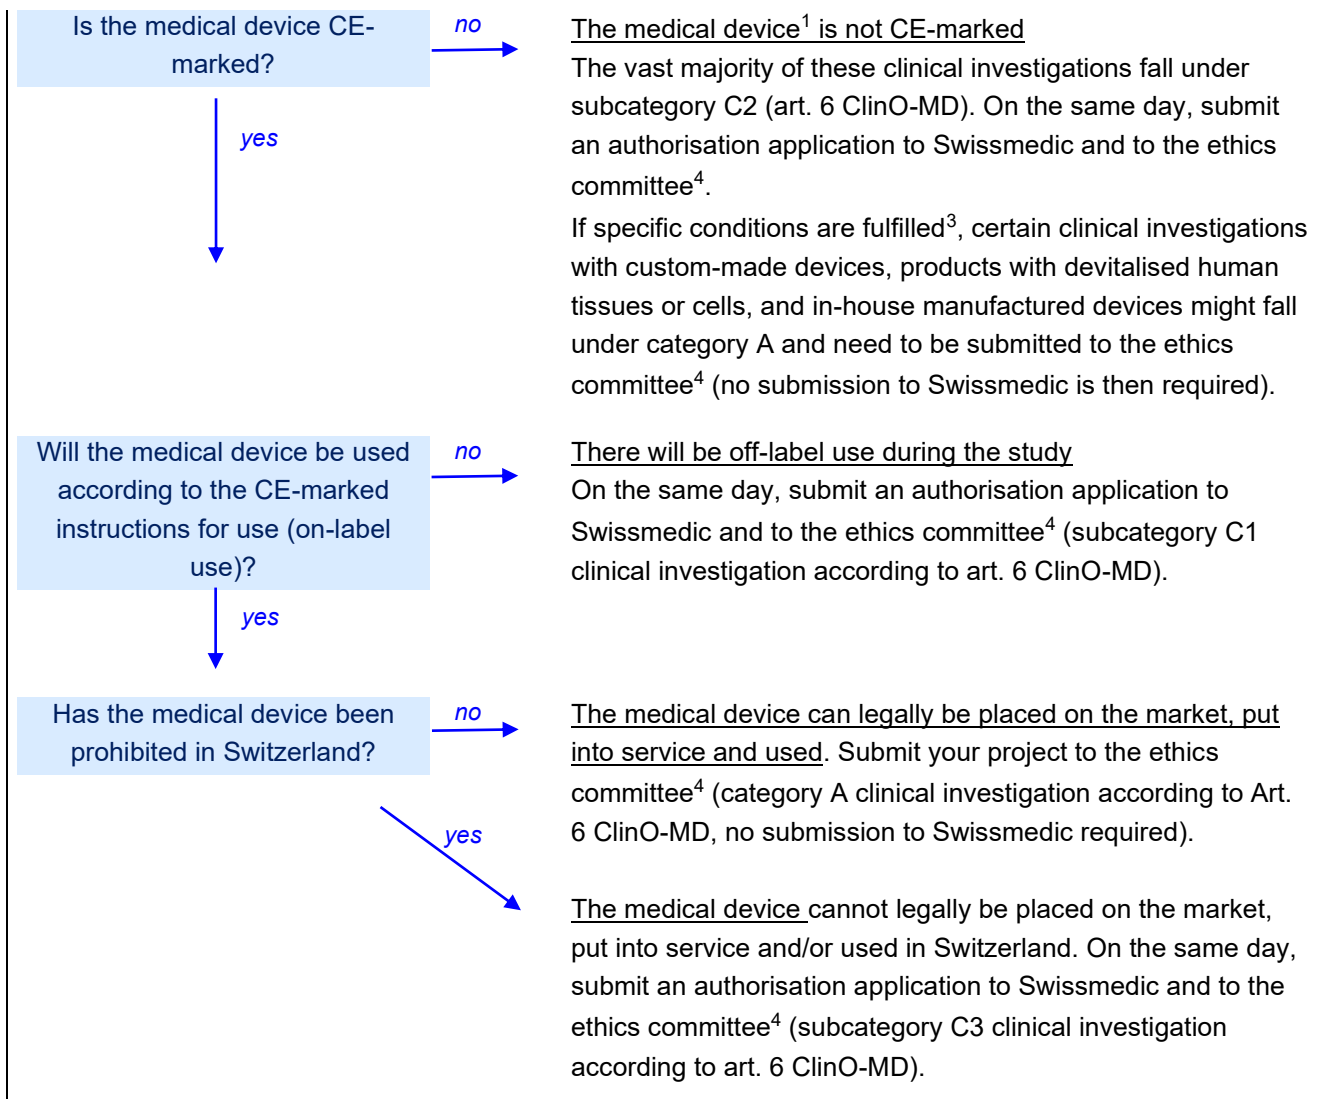 Is the medical device CE-
marked?
no
yes
The medical device1 is not CE-marked
The vast majority of these clinical investigations fall under
subcategory C2 (art. 6 ClinO-MD). On the same day, submit
an authorisation application to Swissmedic and to the ethics
committee4.
If specific conditions are fulfilled3, certain clinical investigations
with custom-made devices, products with devitalised human
tissues or cells, and in-house manufactured devices might fall
under category A and need to be submitted to the ethics
committee4 (no submission to Swissmedic is then required).
Will the medical device be used
according to the CE-marked
instructions for use (on-label
use)?
no
yes
There will be off-label use during the study
On the same day, submit an authorisation application to
Swissmedic and to the ethics committee4 (subcategory C1
clinical investigation according to art. 6 ClinO-MD).
Has the medical device been
prohibited in Switzerland?
no
yes
The medical device can legally be placed on the market, put
into service and used. Submit your project to the ethics
committee4 (category A clinical investigation according to Art.
6 ClinO-MD, no submission to Swissmedic required).
The medical device cannot legally be placed on the market,
put into service and/or used in Switzerland. On the same day,
submit an authorisation application to Swissmedic and to the
ethics committee4 (subcategory C3 clinical investigation
according to art. 6 ClinO-MD).